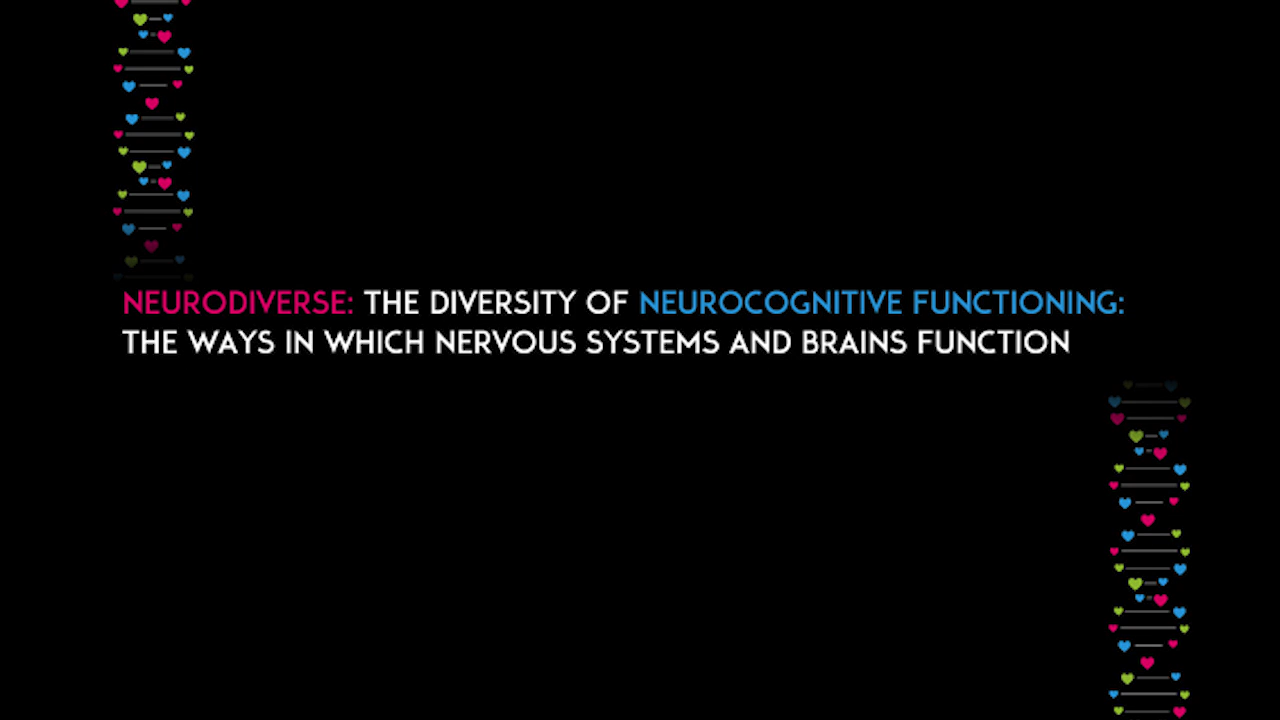 NEURODIVERSE: THE DIVERSITY OF NEUROCOGNITIVE FUNCTIONING:
THE WAYS IN WHICH NERVOUS SYSTEMS AND BRAINS FUNCTION